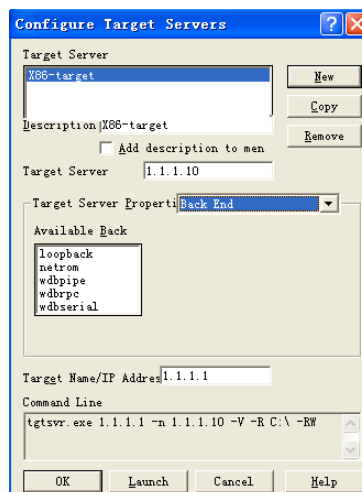 Configure Target Servers
Target Server
X86-target
New
Copy
Remove
Description X86-target
Add description to men
Target Server 1.1.1.10
Target Server Properti Back End
Available Back
loopback
netrom
wdbpipe
wdbrpc
wdbserial
Target Name/IP Addres 1.1.1.1
Command Line
tgtsvr.exe 1.1.1.1 -n 1.1.1.10 -V -R C:\ -RW
OK Launch Cancel Help